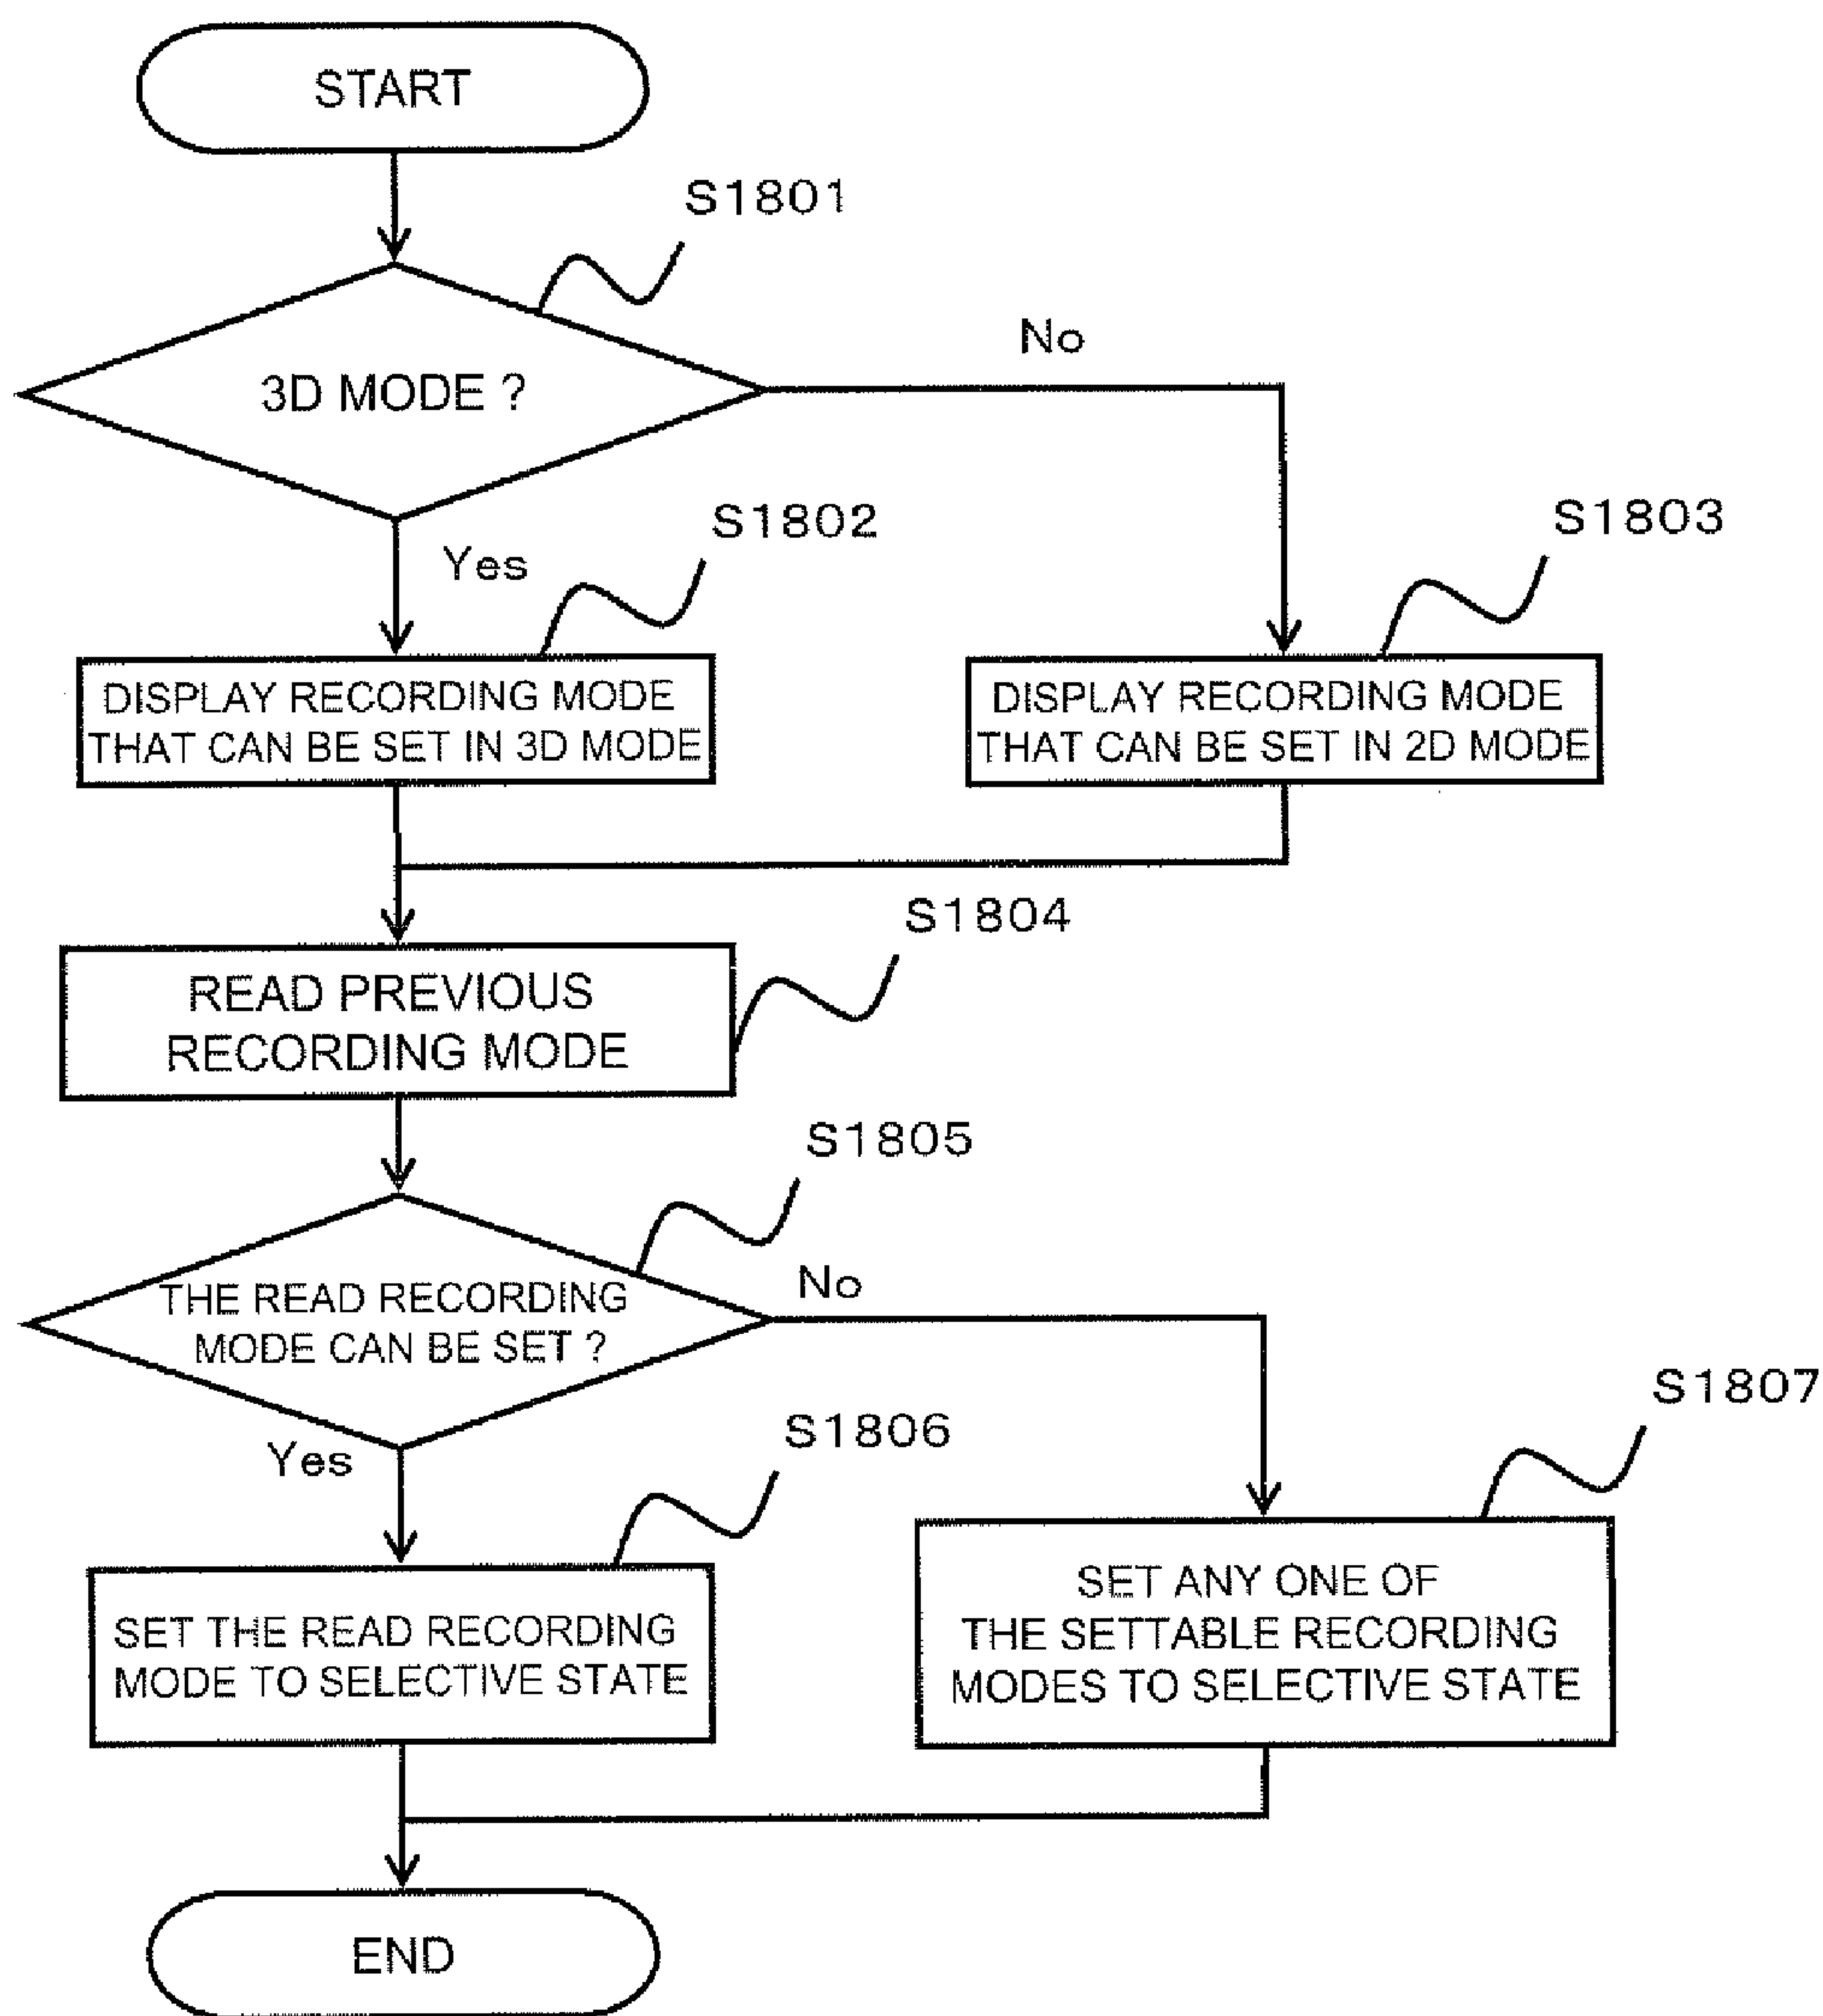 START
S1801
3D MODE ?
No
Yes
S1802
S1803
DISPLAY RECORDING MODE
THAT CAN BE SET IN 3D MODE
DISPLAY RECORDING MODE
THAT CAN BE SET IN 2D MODE
S1804
READ PREVIOUS
RECORDING MODE
S1805
THE READ RECORDING
MODE CAN BE SET ?
No
Yes
S1806
S1807
SET THE READ RECORDING
MODE TO SELECTIVE STATE
SET ANY ONE OF
THE SETTABLE RECORDING
MODES TO SELECTIVE STATE
END